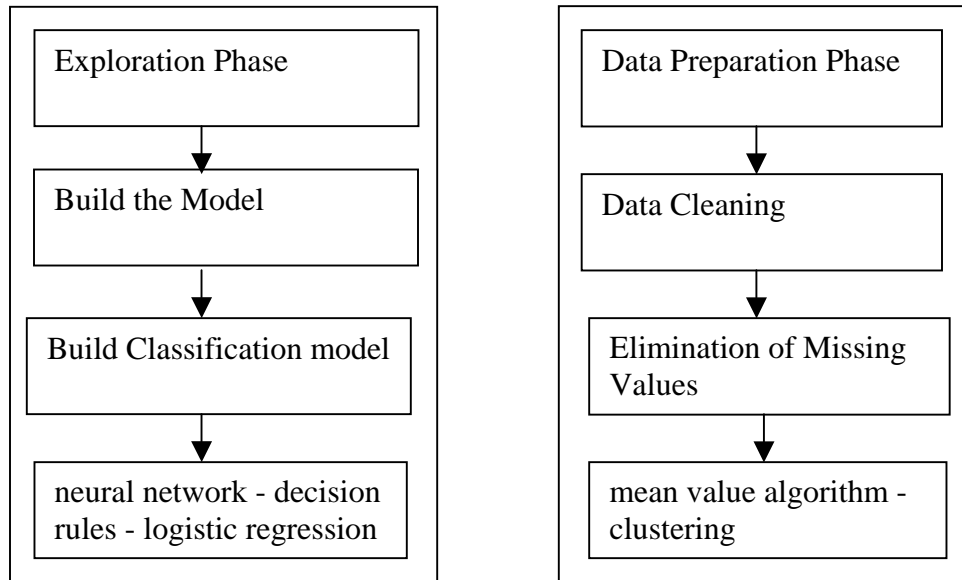 Exploration Phase
Build the Model
Build Classification model
neural network - decision
rules - logistic regression
Data Preparation Phase
Data Cleaning
Elimination of Missing
Values
mean value algorithm -
clustering